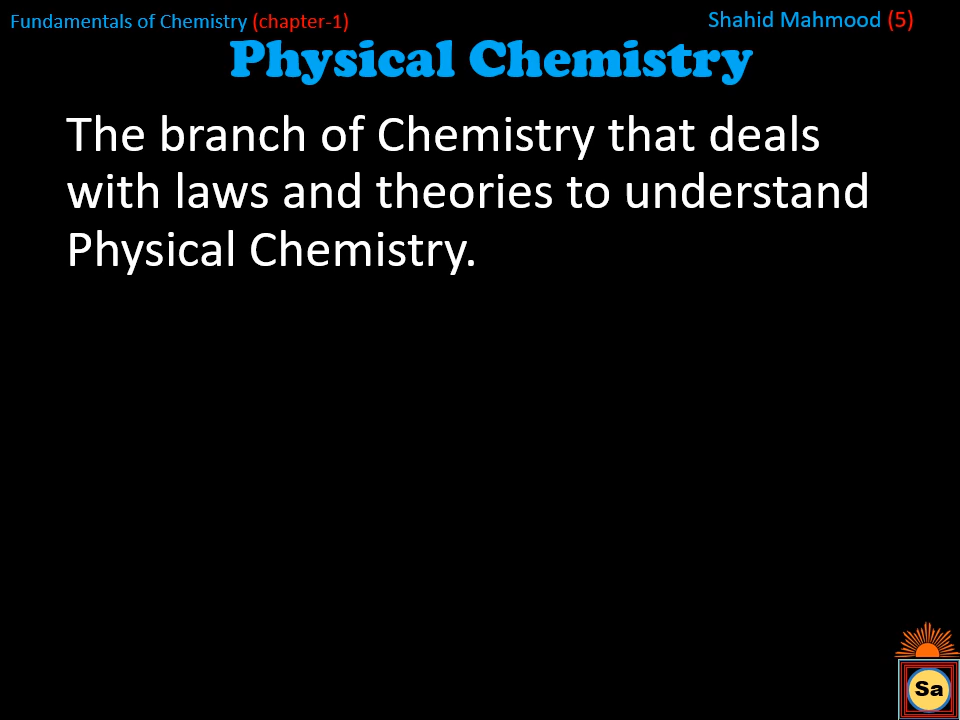 Fundamentals of Chemistry (chapter-1)
Shahid Mahmood (5)
Physical Chemistry
The branch of Chemistry that deals
with laws and theories to understand
Physical Chemistry.
Sa